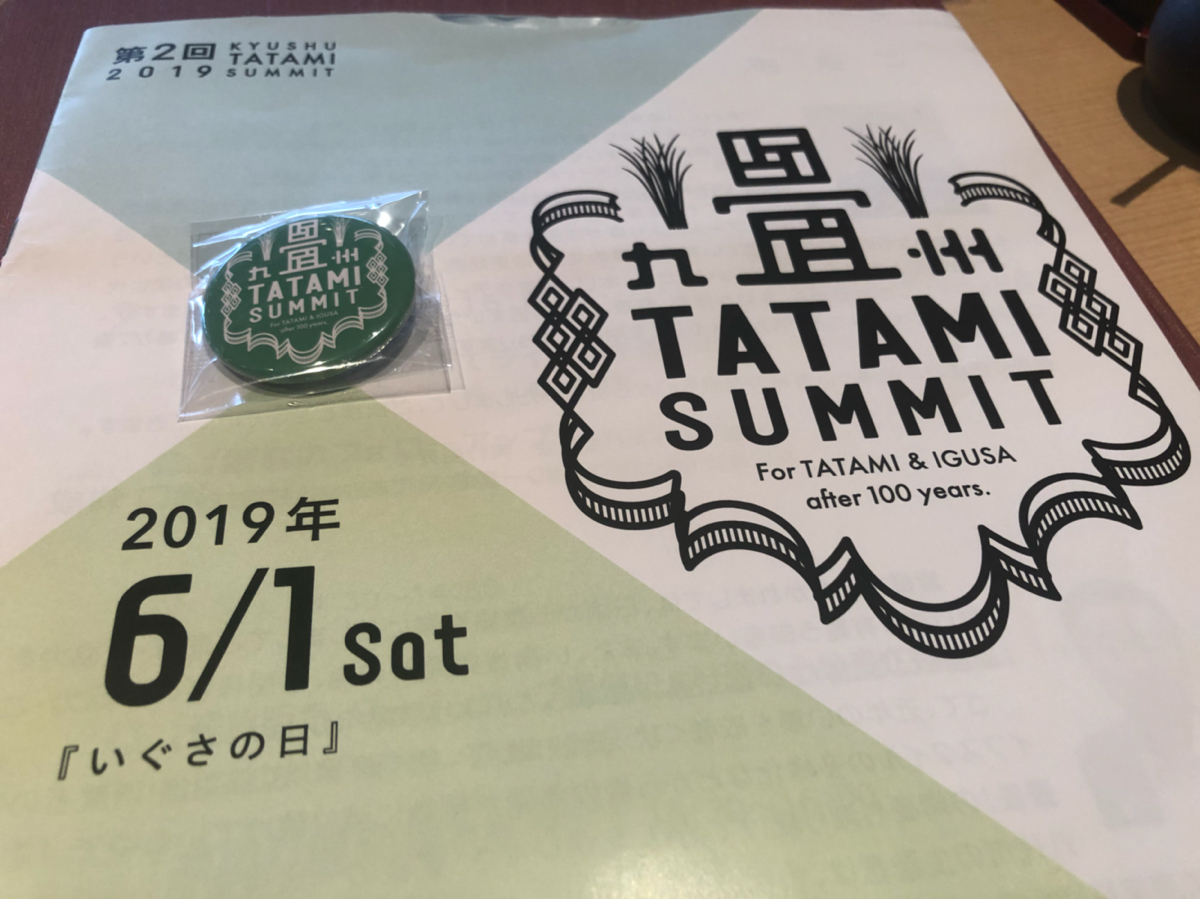 第2回 KYUSHU
TATAMI
2019 SUMMIT
九畳州
TATAMI
SUMMIT
For TATAMI & IGUSA
after 100 years.
九畳・州
TATAMI
SUMMIT
For TATAMI & IGUSA
after 100 years.
2019年
6/1 Sat
『いぐさの日』